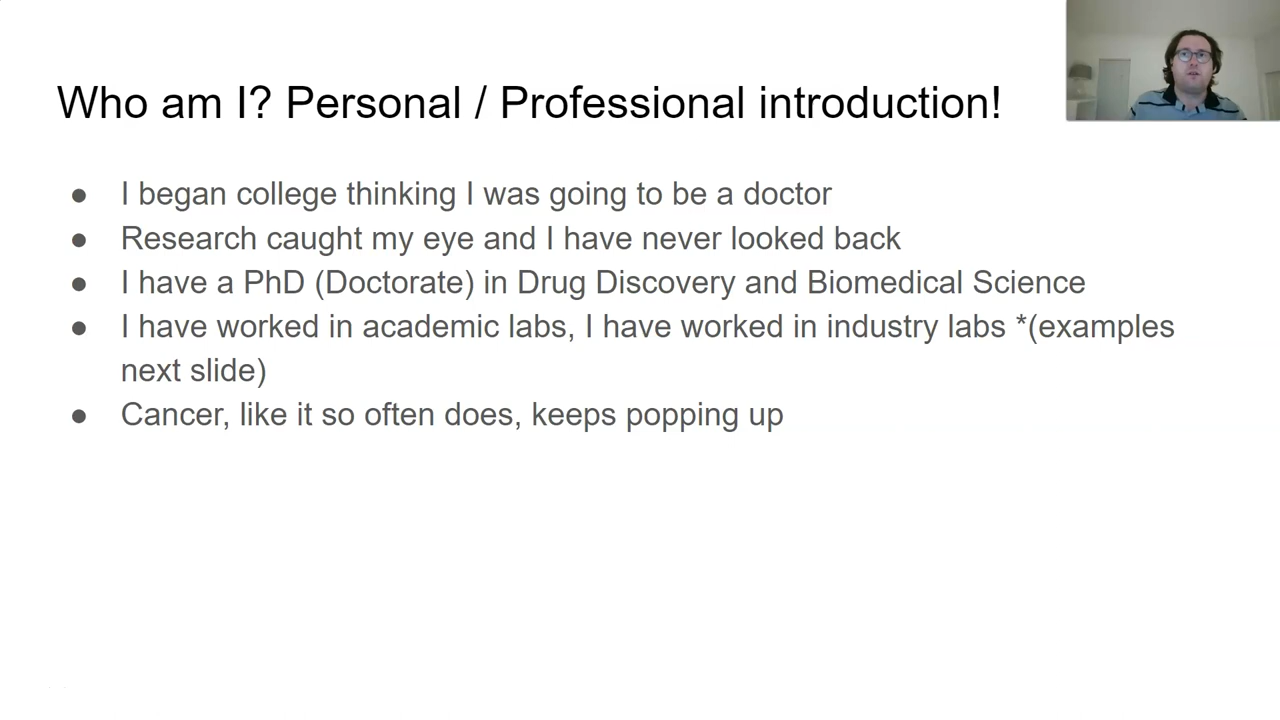 Who am I? Personal / Professional introduction!
● I began college thinking I was going to be a doctor
● Research caught my eye and I have never looked back
● I have a PhD (Doctorate) in Drug Discovery and Biomedical Science
● I have worked in academic labs, I have worked in industry labs *(examples
next slide)
● Cancer, like it so often does, keeps popping up